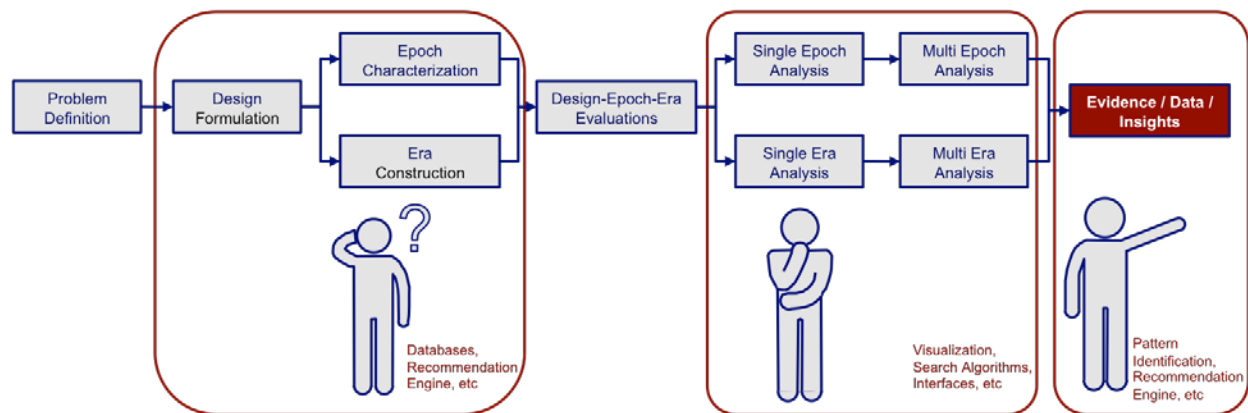 Problem
Definition
Design
Formulation
Epoch
Characterization
Era
Construction
Design-Epoch-Era
Evaluations
Single Epoch
Analysis
Multi Epoch
Analysis
Single Era
Analysis
Multi Era
Analysis
Evidence / Data /
Insights
?
Databases,
Recommendation
Engine, etc
Visualization,
Search Algorithms,
Interfaces, etc
Pattern
Identification,
Recommendation
Engine, etc